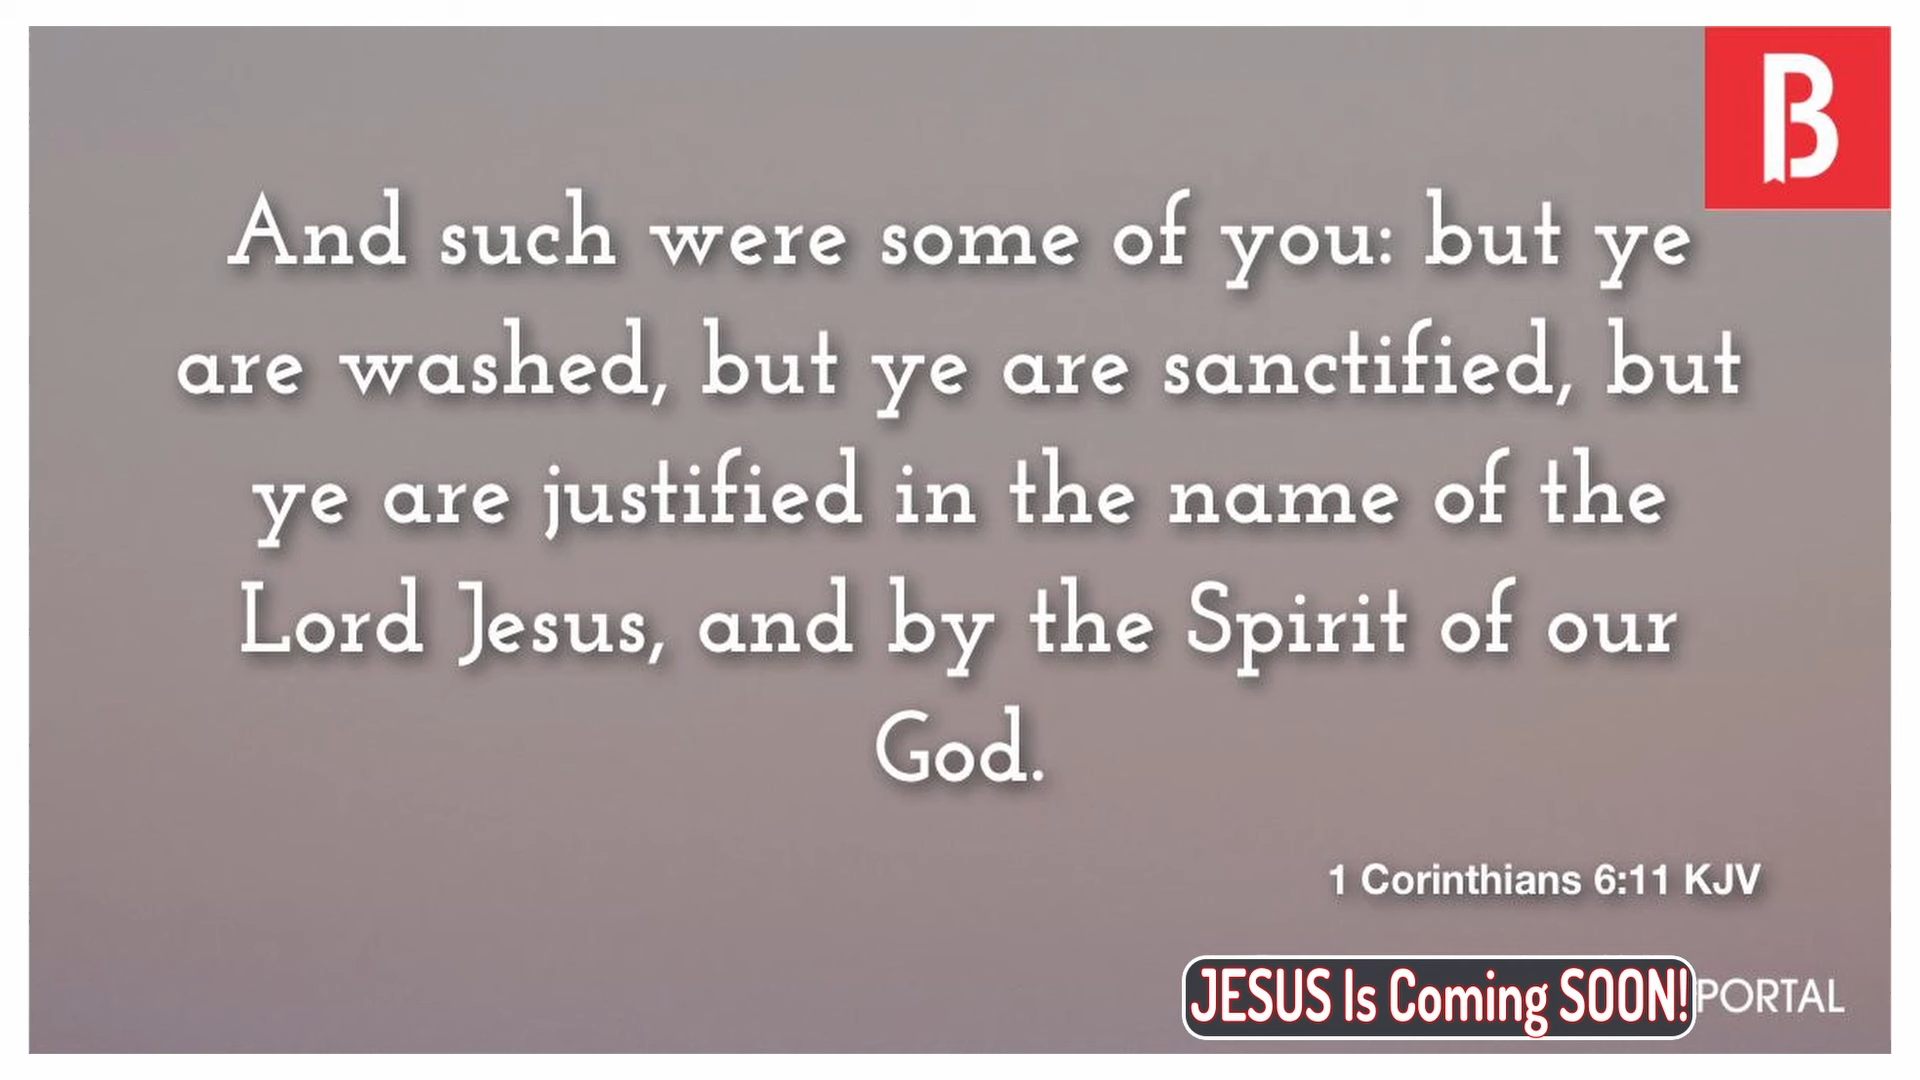 B
And such were some of you: but ye
are washed, but ye are sanctified, but
ye are justified in the name of the
Lord Jesus, and by the Spirit of our
God.
1 Corinthians 6:11 KJV
JESUS Is Coming SOON! PORTAL